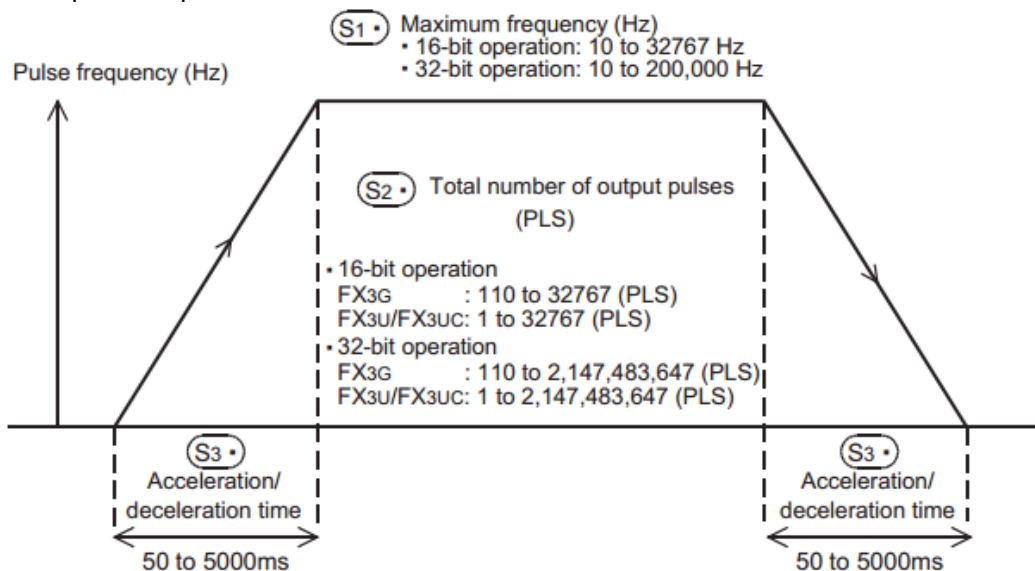 S1 • Maximum frequency (Hz)
• 16-bit operation: 10 to 32767 Hz
• 32-bit operation: 10 to 200,000 Hz
Pulse frequency (Hz)
S2 • Total number of output pulses
(PLS)
• 16-bit operation
FX3G : 110 to 32767 (PLS)
FX3U/FX3UC: 1 to 32767 (PLS)
• 32-bit operation
FX3G : 110 to 2,147,483,647 (PLS)
FX3U/FX3UC: 1 to 2,147,483,647 (PLS)
S3 •
Acceleration/
deceleration time
50 to 5000ms
S3 •
Acceleration/
deceleration time
50 to 5000ms